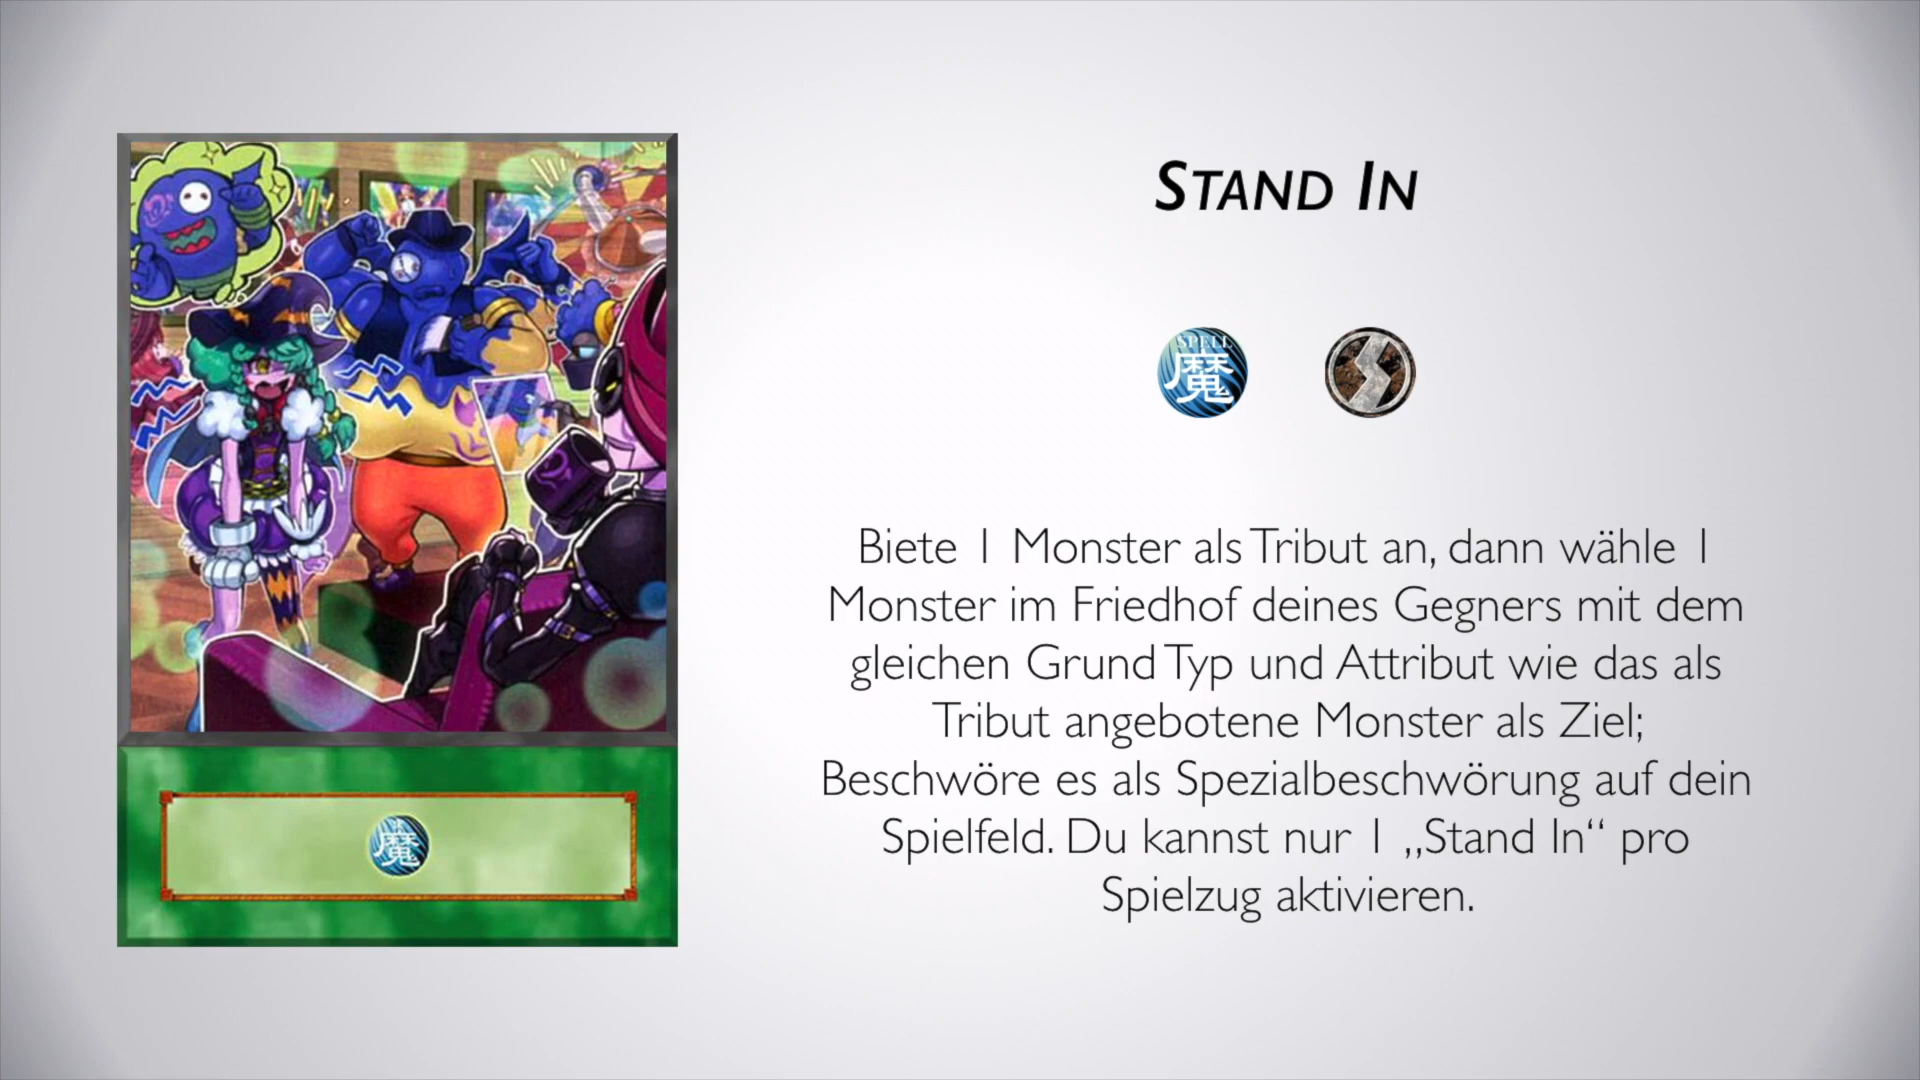 STAND IN
SPELL
魔
Biete 1 Monster als Tribut an, dann wähle 1
Monster im Friedhof deines Gegners mit dem
gleichen Grund Typ und Attribut wie das als
Tribut angebotene Monster als Ziel;
Beschwöre es als Spezialbeschwörung auf dein
Spielfeld. Du kannst nur 1 „Stand In“ pro
Spielzug aktivieren.
魔